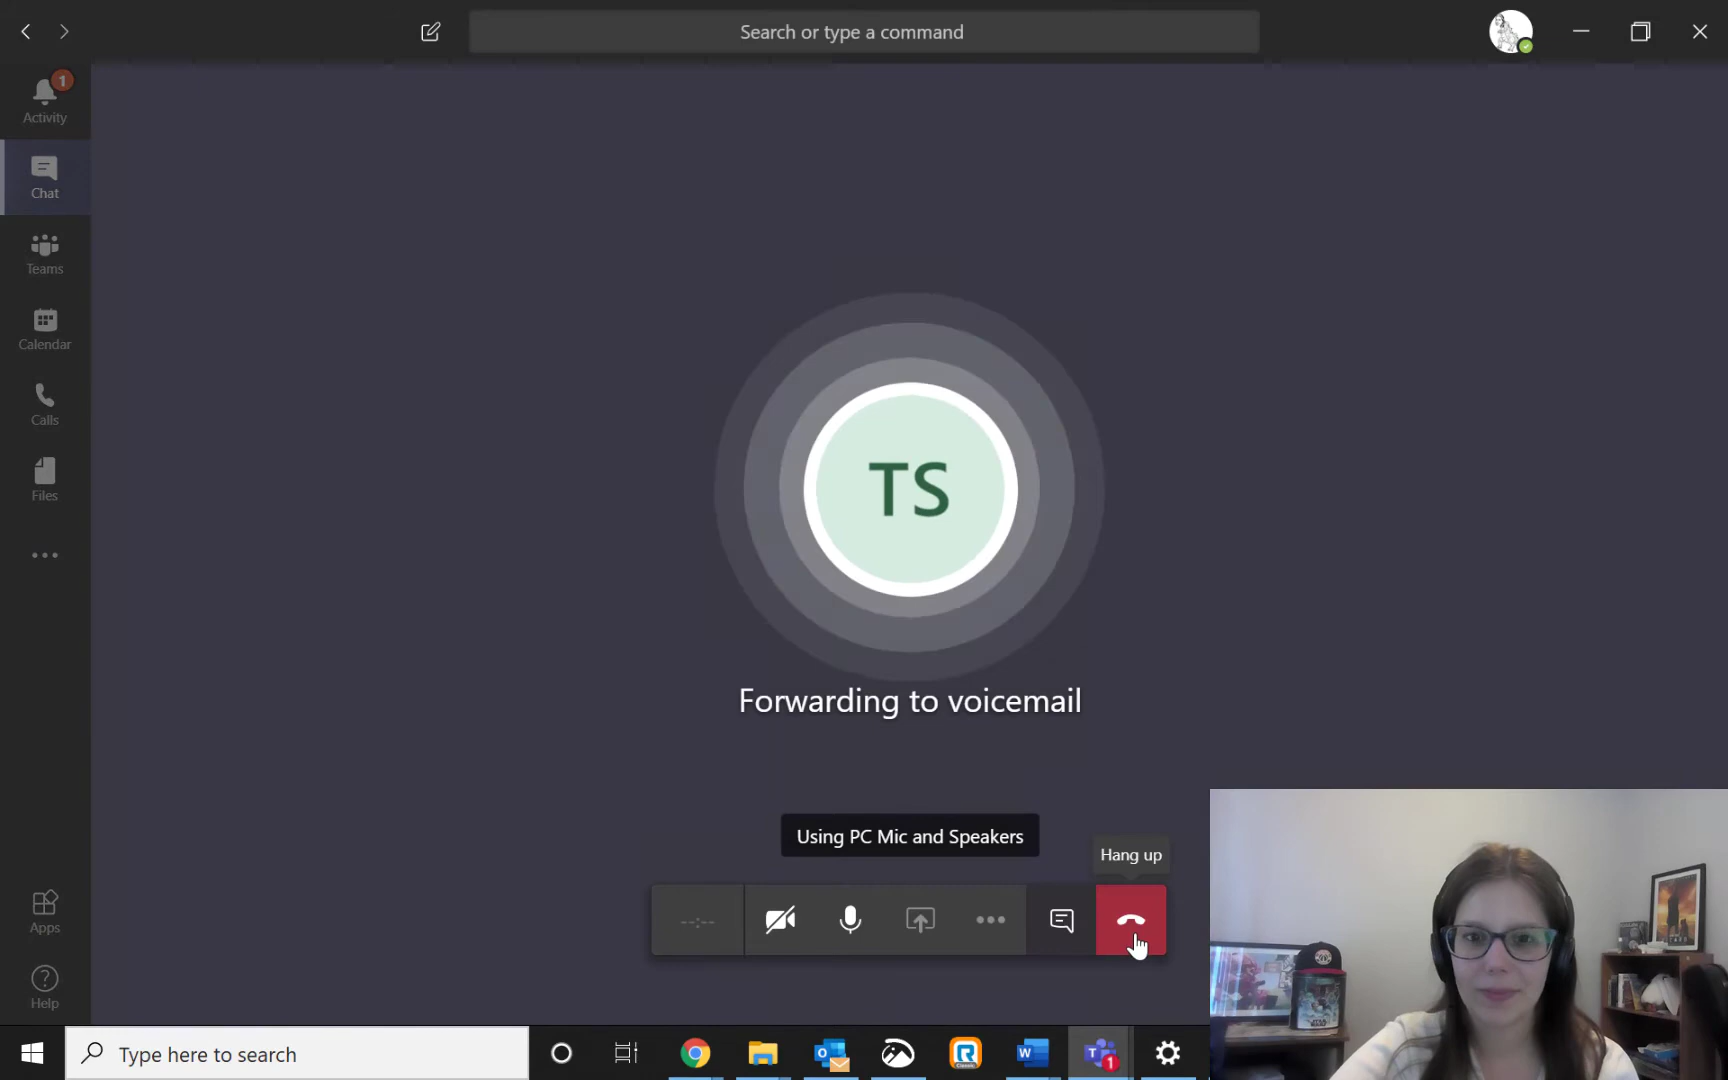 Search or type a command
1
Activity
Chat
Teams
Calendar
Calls
Files
TS
Forwarding to voicemail
Using PC Mic and Speakers
Hang up
--:--
Apps
Help
Type here to search
1